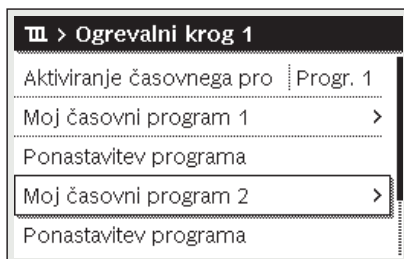 > Ogrevalni krog 1
Aktiviranje časovnega pro Progr. 1
Moj časovni program 1 >
Ponastavitev programa
Moj časovni program 2 >
Ponastavitev programa